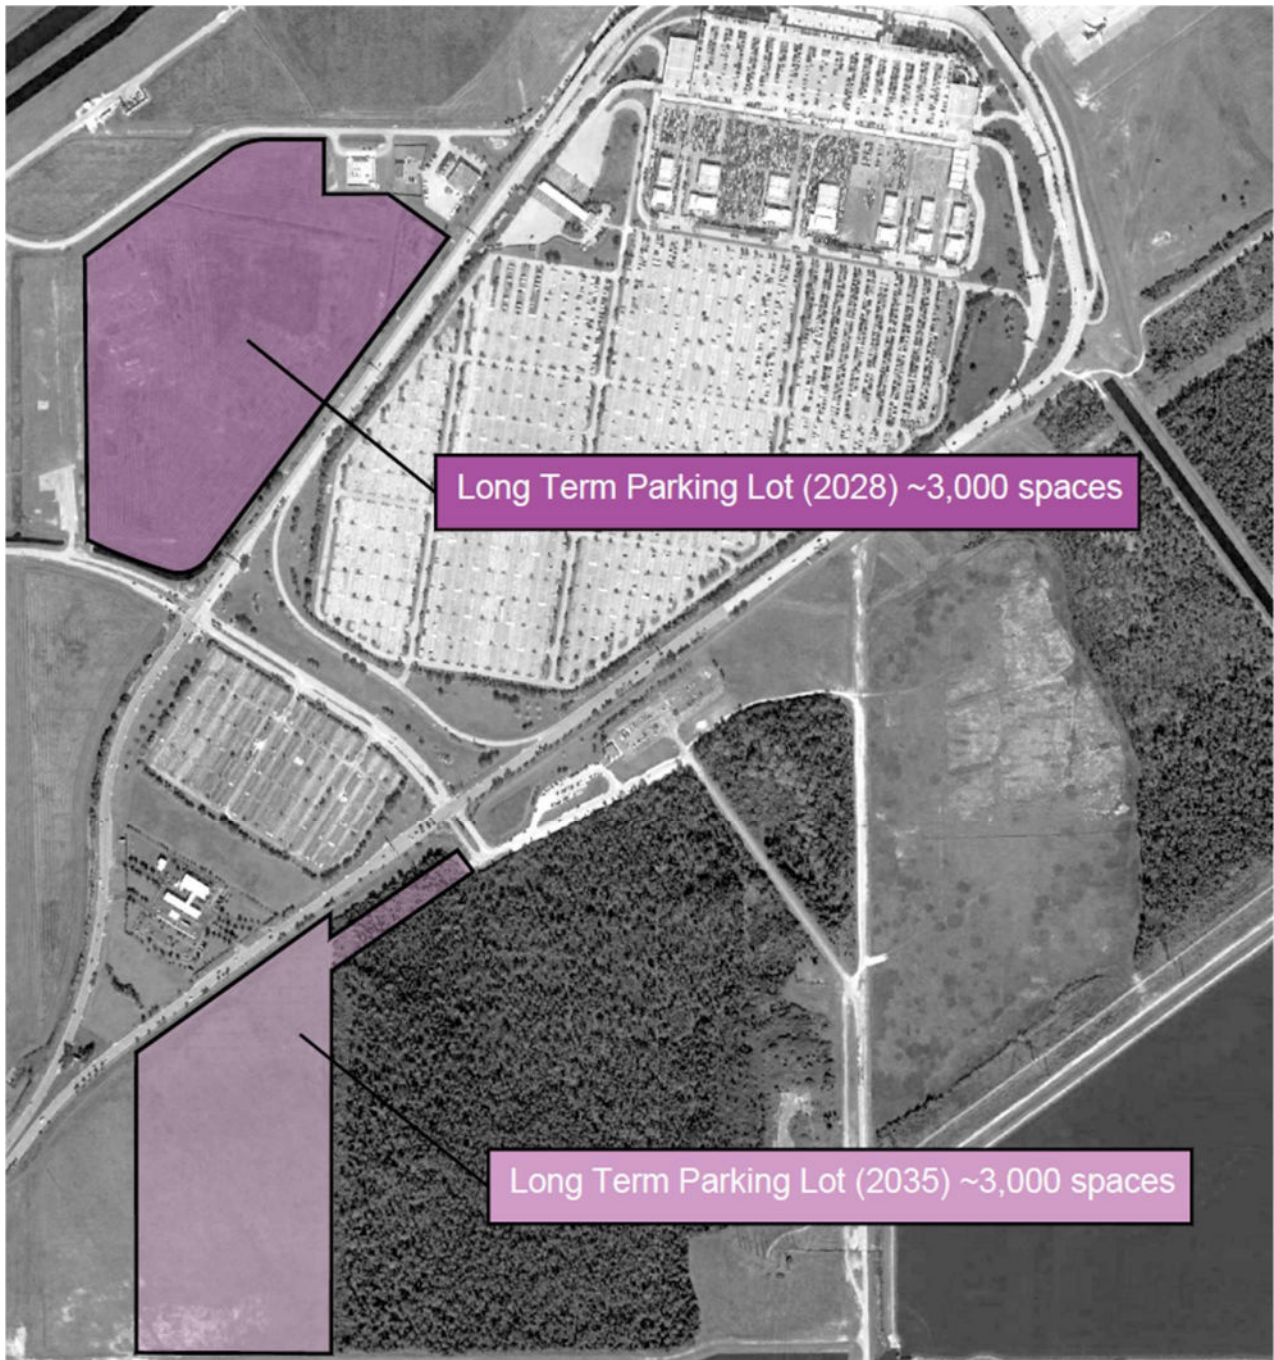 Long Term Parking Lot (2028) ~3,000 spaces
Long Term Parking Lot (2035) ~3,000 spaces